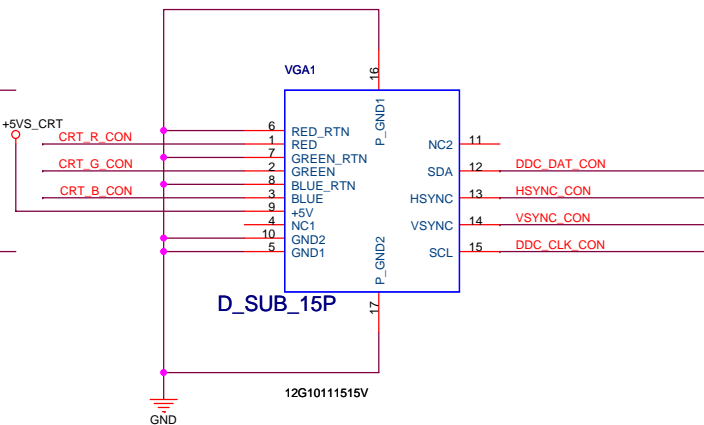 VGA1
16
+5VS_CRT
P_GND1
6 RED_RTN
CRT_R_CON 1 RED
7 GREEN_RTN
CRT_G_CON 2 GREEN
8 BLUE_RTN
CRT_B_CON 3 BLUE
9 +5V
4 NC1
10 GND2
5 GND1
NC2 11
SDA 12 DDC_DAT_CON
HSYNC 13 HSYNC_CON
VSYNC 14 VSYNC_CON
SCL 15 DDC_CLK_CON
P_GND2
17
D_SUB_15P
12G10111515V
GND